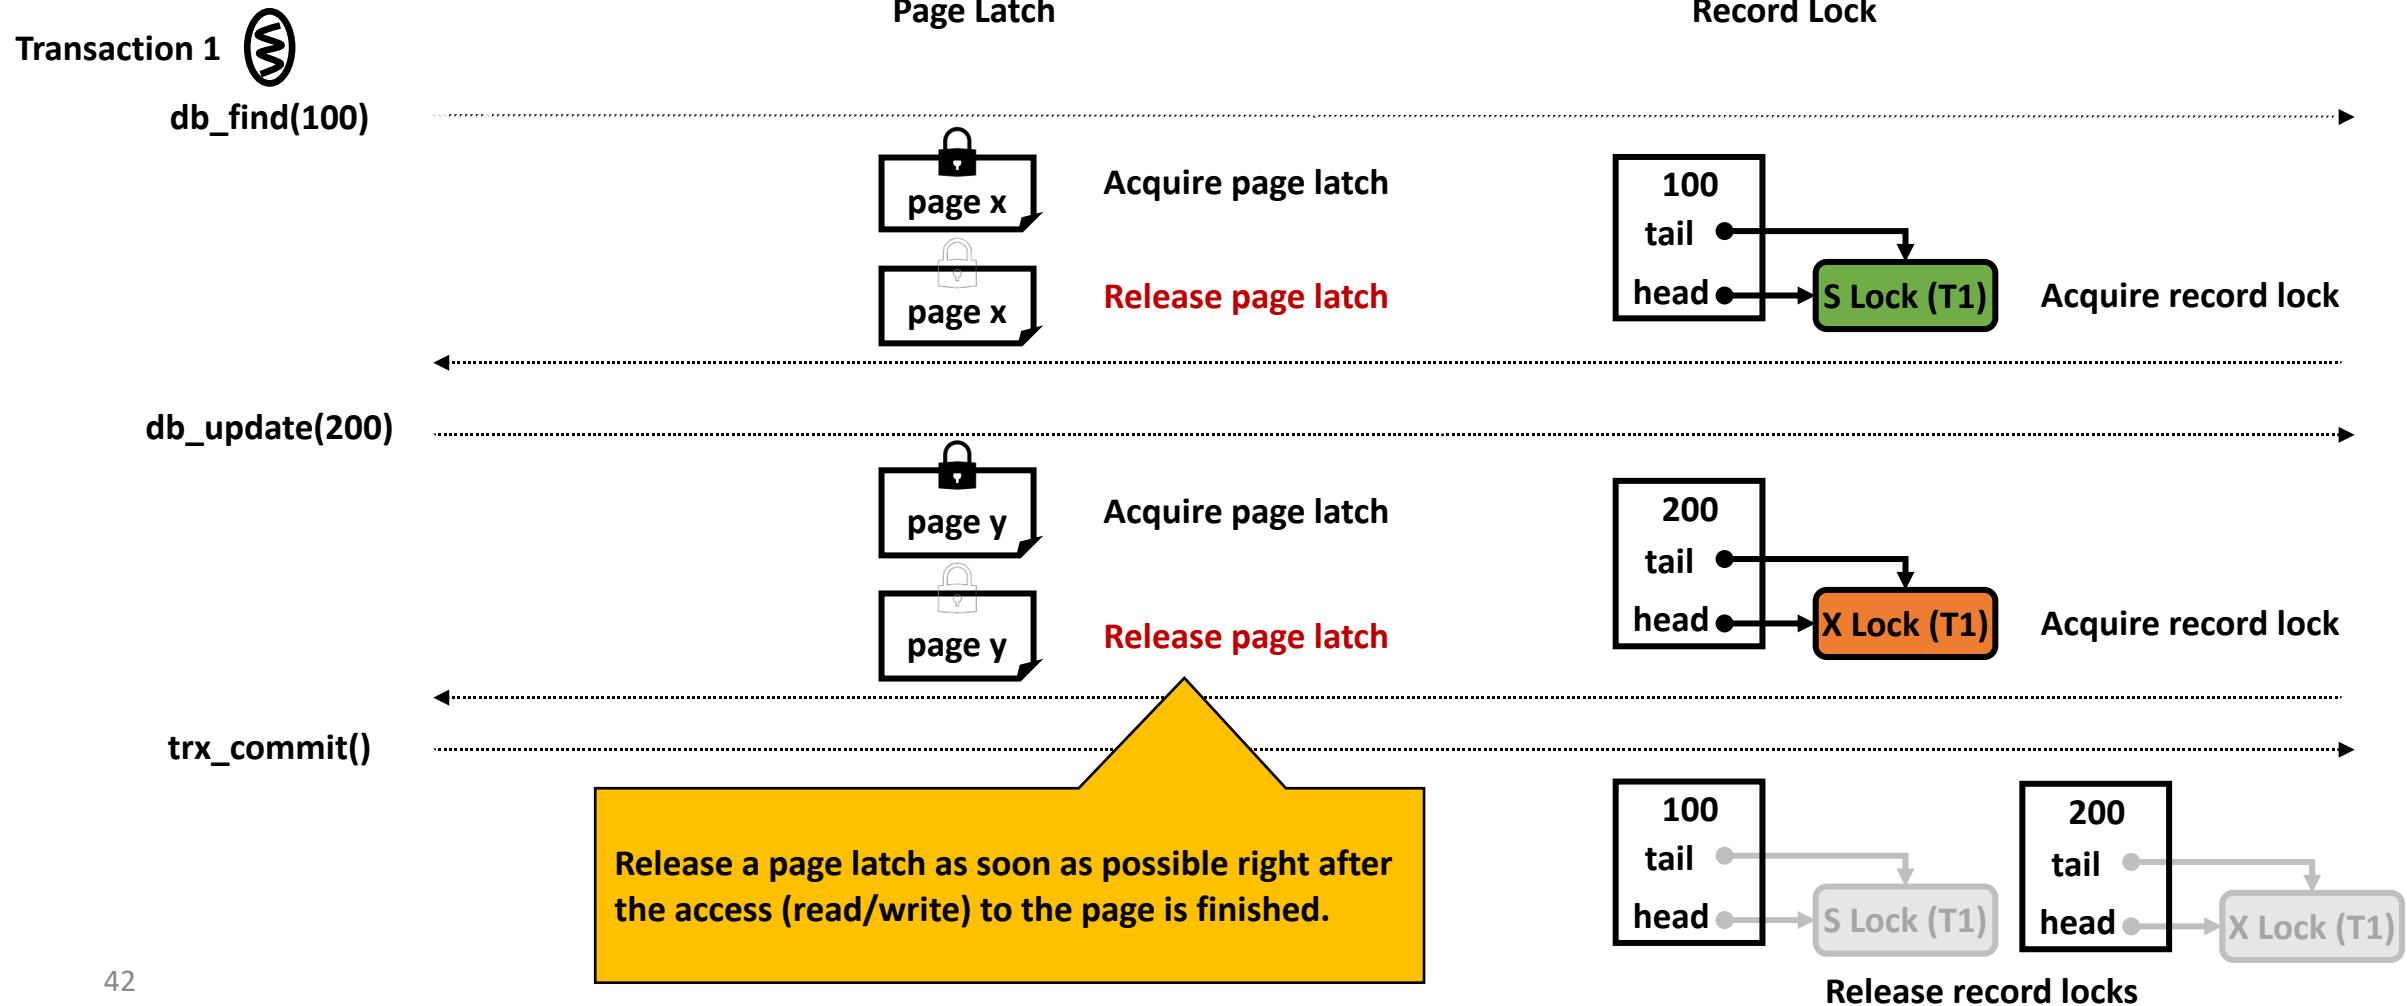 Page Latch
Record Lock
Transaction 1
db_find(100)
page x
Acquire page latch
100
tail
head
S Lock (T1)
Acquire record lock
page x
Release page latch
db_update(200)
page y
Acquire page latch
200
tail
head
X Lock (T1)
Acquire record lock
page y
Release page latch
trx_commit()
Release a page latch as soon as possible right after
the access (read/write) to the page is finished.
100
tail
head
S Lock (T1)
200
tail
head
X Lock (T1)
Release record locks
42